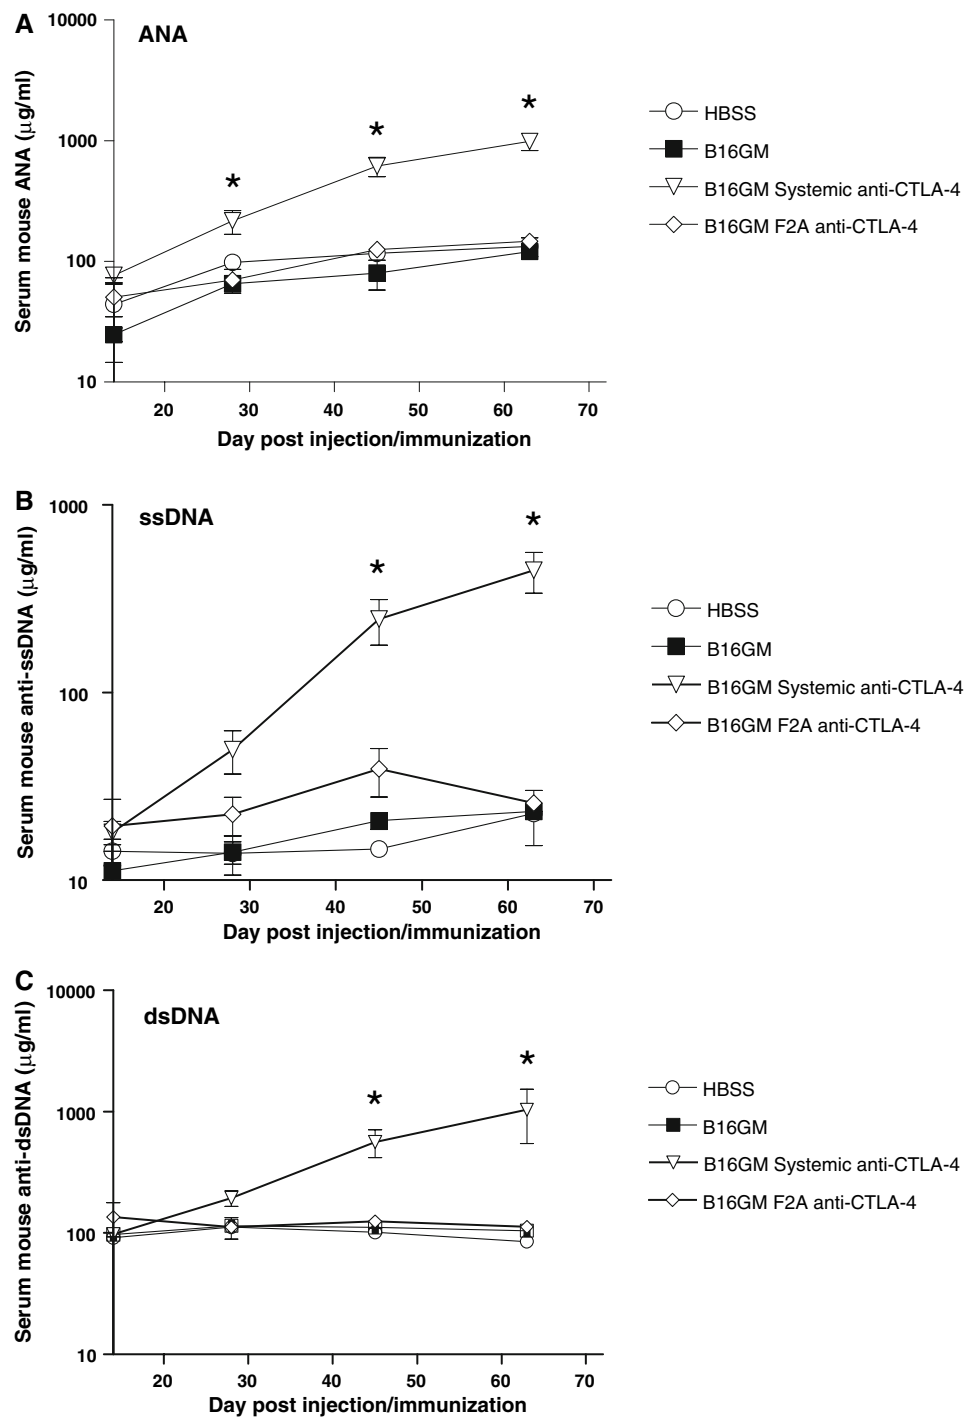 A
ANA
Serum mouse ANA (µg/ml)
10000
1000
100
10
20 30 40 50 60 70
Day post injection/immunization
*
*
*
HBSS
B16GM
B16GM Systemic anti-CTLA-4
B16GM F2A anti-CTLA-4
B
ssDNA
Serum mouse anti-ssDNA (µg/ml)
1000
100
10
20 30 40 50 60 70
Day post injection/immunization
*
*
HBSS
B16GM
B16GM Systemic anti-CTLA-4
B16GM F2A anti-CTLA-4
C
dsDNA
Serum mouse anti-dsDNA (µg/ml)
10000
1000
100
10
20 30 40 50 60 70
Day post injection/immunization
*
*
HBSS
B16GM
B16GM Systemic anti-CTLA-4
B16GM F2A anti-CTLA-4